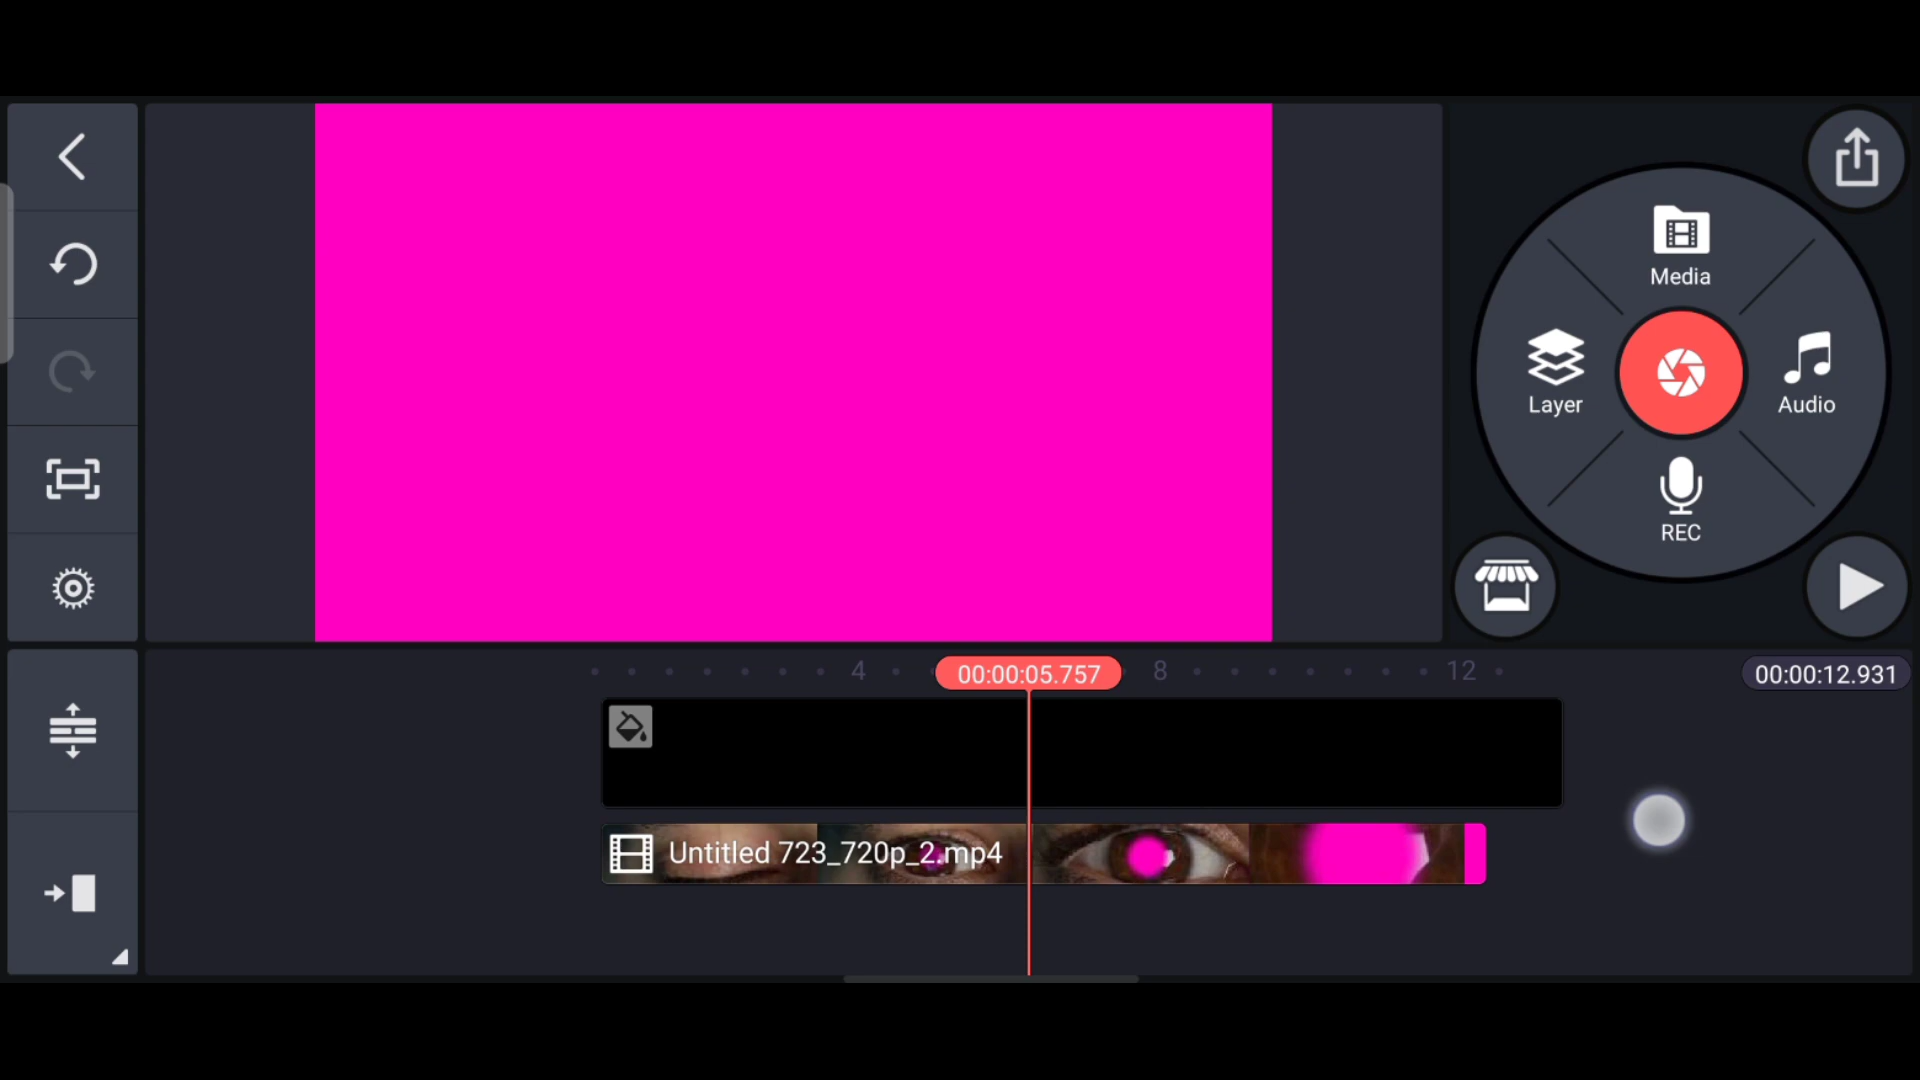 Media
Layer
Audio
REC
4
00:00:05.757
8
12
00:00:12.931
Untitled 723_720p_2.mp4